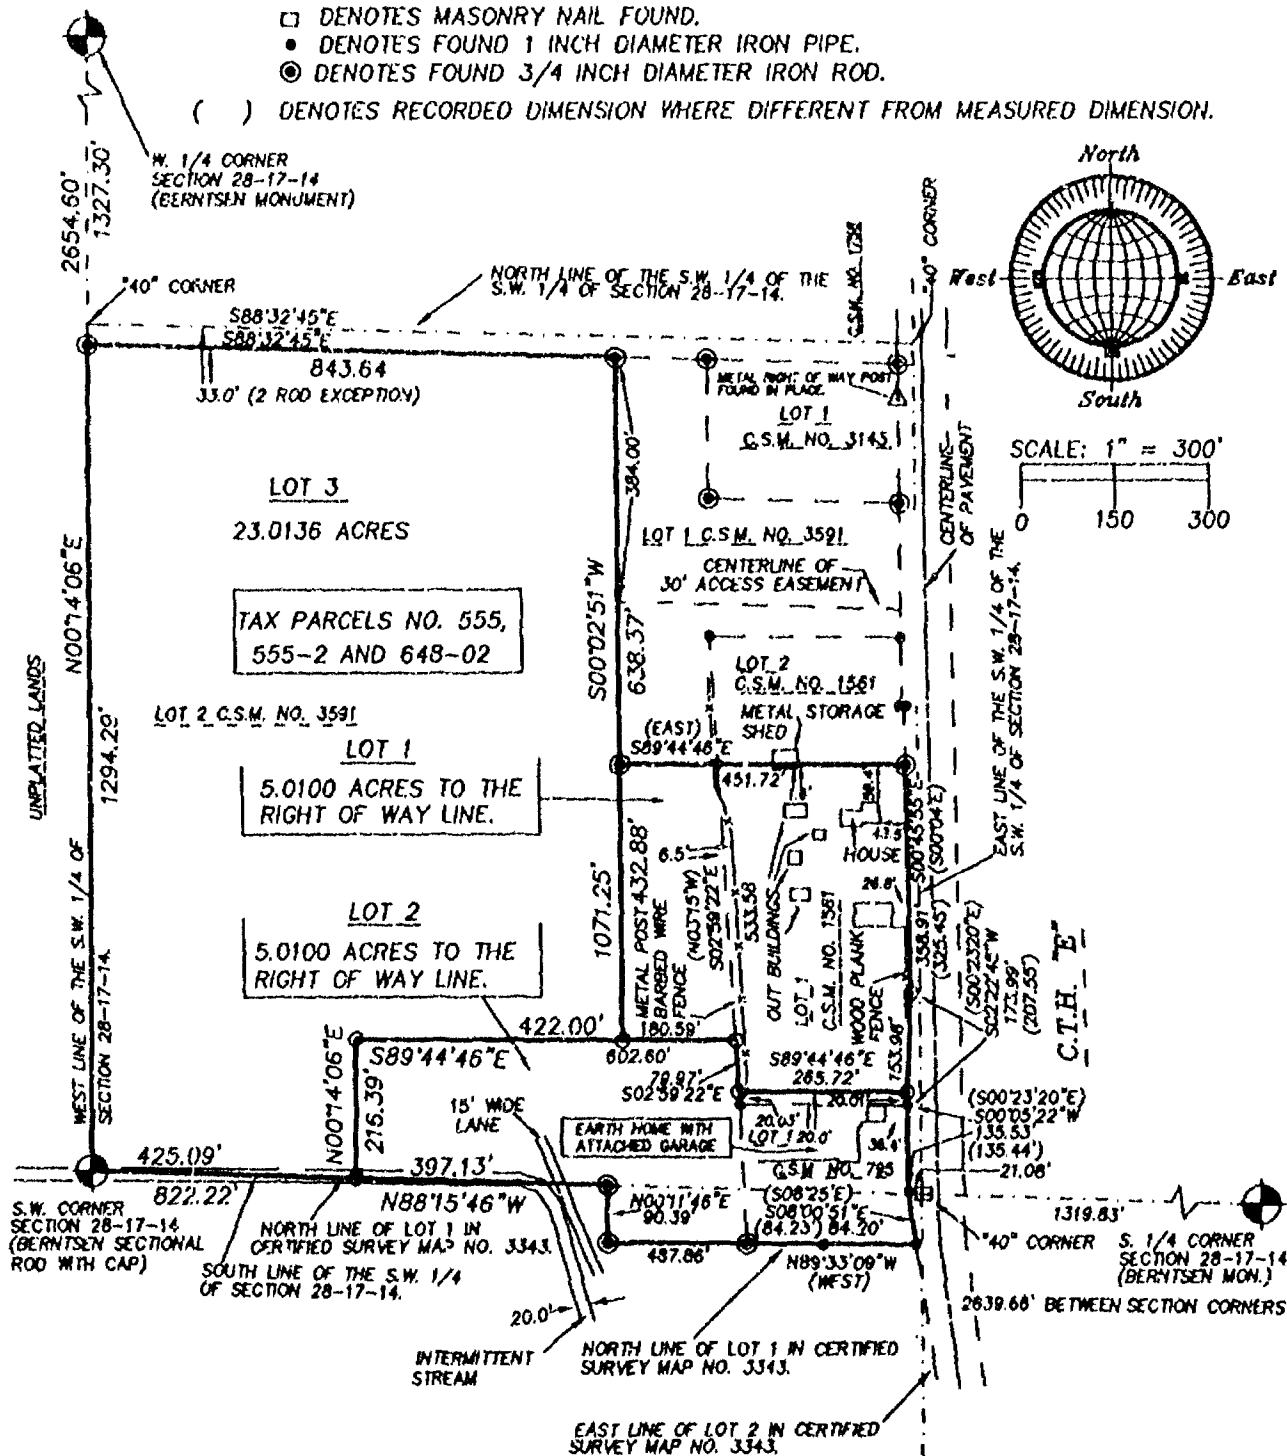 DENOTES MASONRY NAIL FOUND.
DENOTES FOUND 1 INCH DIAMETER IRON PIPE.
DENOTES FOUND 3/4 INCH DIAMETER IRON ROD.
( ) DENOTES RECORDED DIMENSION WHERE DIFFERENT FROM MEASURED DIMENSION.
W. 1/4 CORNER
SECTION 28-17-14
(BERNTSEN MONUMENT)
2654.60'
1327.30'
"40" CORNER
NORTH LINE OF THE S.W. 1/4 OF THE
S.W. 1/4 OF SECTION 28-17-14.
C.S.M. NO. 1798
"40" CORNER
North
West
East
South
SCALE: 1" = 300'
0 150 300
S88°32'45"E
S88°32'45"E
843.64
33.0' (2 ROD EXCEPTION)
METAL RIGHT OF WAY POST
FOUND IN PLACE.
LOT 1
C.S.M. NO. 3145
CENTERLINE
OF PAVEMENT
LOT 3
23.0136 ACRES
384.00'
LOT 1 C.S.M. NO. 3591
CENTERLINE OF
30' ACCESS EASEMENT
TAX PARCELS NO. 555,
555-2 AND 648-02
N00°14'06"E
1294.29'
UNPLATTED LANDS
S00°02'51"W
638.37'
LOT 2
C.S.M. NO. 1561
METAL STORAGE
SHED
EAST LINE OF THE S.W. 1/4 OF THE
S.W. 1/4 OF SECTION 28-17-14.
LOT 2 C.S.M. NO. 3591
LOT 1
5.0100 ACRES TO THE
RIGHT OF WAY LINE.
(EAST)
S89°44'46"E
451.72'
43.5'
HOUSE
26.8'
S00°45'55"E
(S00°04'E)
358.91'
(325.45')
6.5'
1071.25'
432.88'
METAL POST
BARBED WIRE
FENCE
(N03°15'W)
S02°59'22"E
533.58
OUT BUILDINGS
LOT 1
C.S.M. NO. 1561
WOOD PLANK
FENCE
753.96'
(S00°23'20"E)
S02°22'45"W
173.99'
(207.55')
C.T.H. "E"
LOT 2
5.0100 ACRES TO THE
RIGHT OF WAY LINE.
WEST LINE OF THE S.W. 1/4 OF
SECTION 28-17-14.
422.00'
180.59'
S89°44'46"E
602.60'
N00°14'06"E
216.39'
79.97'
S02°59'22"E
S89°44'46"E
265.72'
15' WIDE
LANE
EARTH HOME WITH
ATTACHED GARAGE
20.03'
20.01'
LOT 1
20.0'
36.4'
C.S.M. NO. 795
(S00°23'20"E)
S00°05'22"W
135.53'
(135.44')
21.08'
425.09'
822.22'
397.13'
N88°15'46"W
N00°11'46"E
90.39'
(S08°25'E)
S08°00'51"E
(84.23') 84.20'
487.86'
N89°33'09"W
(WEST)
1319.83'
"40" CORNER
S. 1/4 CORNER
SECTION 28-17-14
(BERNTSEN MON.)
2639.66' BETWEEN SECTION CORNERS
S.W. CORNER
SECTION 28-17-14
(BERNTSEN SECTIONAL
ROD WITH CAP)
NORTH LINE OF LOT 1 IN
CERTIFIED SURVEY MAP NO. 3343.
SOUTH LINE OF THE S.W. 1/4
OF SECTION 28-17-14.
20.0'
INTERMITTENT
STREAM
NORTH LINE OF LOT 1 IN CERTIFIED
SURVEY MAP NO. 3343.
EAST LINE OF LOT 2 IN CERTIFIED
SURVEY MAP NO. 3343.